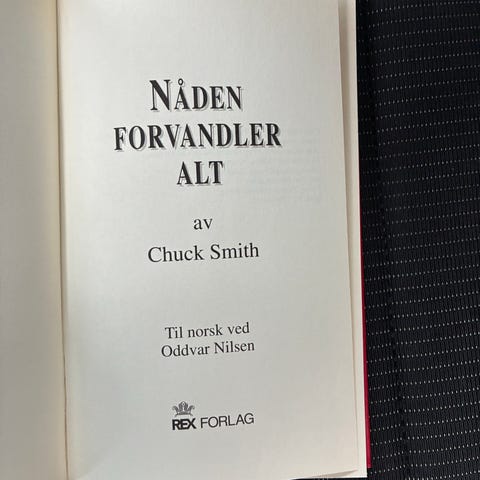 NÅDEN
FORVANDLER
ALT
av
Chuck Smith
Til norsk ved
Oddvar Nilsen
REX FORLAG